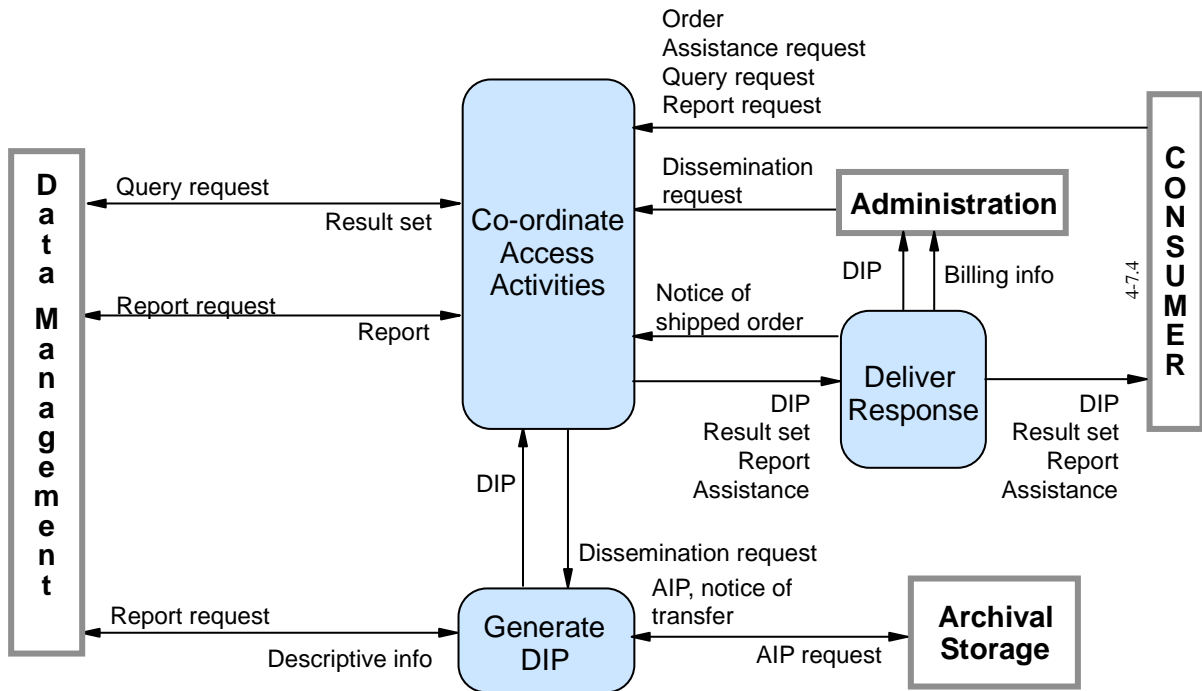 Order
Assistance request
Query request
Report request
Data Management
Query request
Result set
Co-ordinate
Access
Activities
Dissemination
request
Administration
CONSUMER
4-7.4
DIP
Billing info
Report request
Report
Notice of
shipped order
Deliver
Response
DIP
Result set
Report
Assistance
DIP
Result set
Report
Assistance
DIP
Dissemination request
Report request
Descriptive info
Generate
DIP
AIP, notice of
transfer
AIP request
Archival
Storage